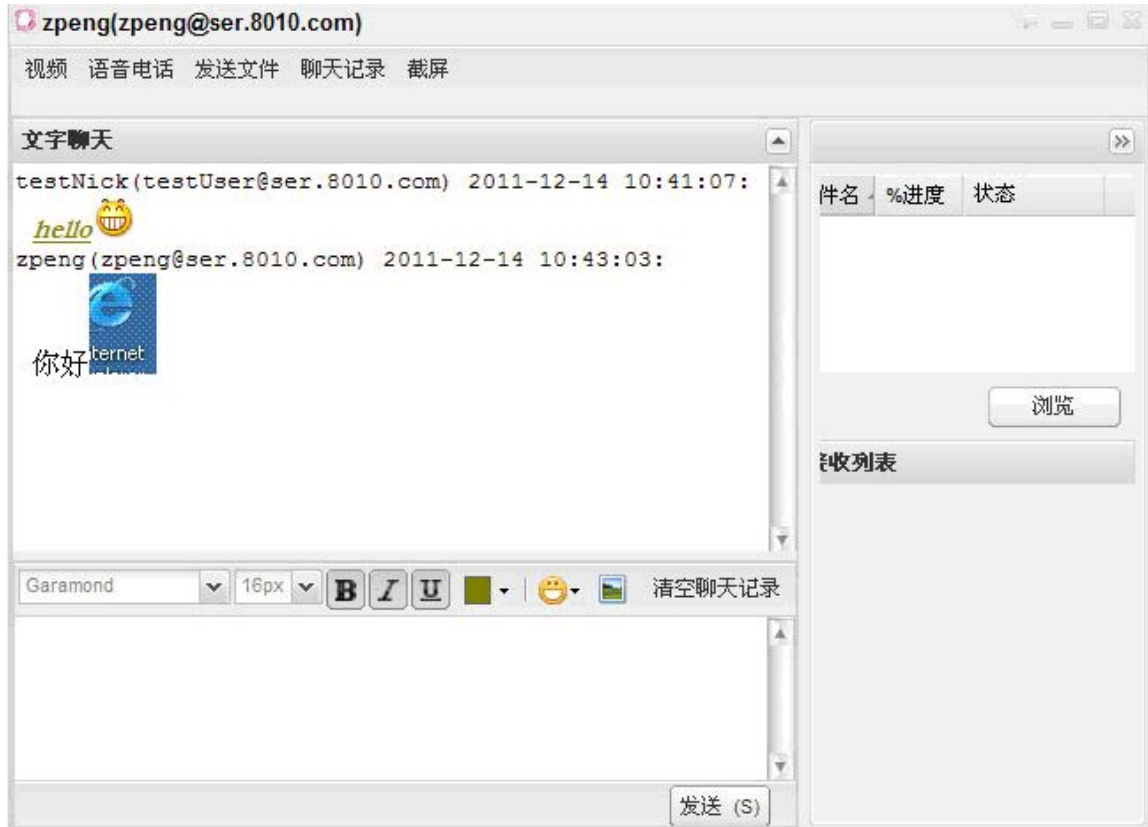 zpeng(zpeng@ser.8010.com)
视频 语音电话 发送文件 聊天记录 截屏
文字聊天
testNick(testUser@ser.8010.com) 2011-12-14 10:41:07:
hello
zpeng(zpeng@ser.8010.com) 2011-12-14 10:43:03:
你好
ternet
件名 %进度 状态
浏览
接收列表
Garamond 16px B I U 清空聊天记录
发送 (S)